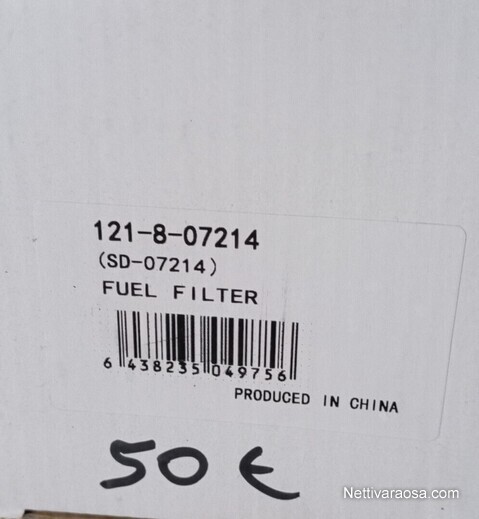 121-8-07214
(SD-07214)
FUEL FILTER
6 438235 049756
PRODUCED IN CHINA
50 €
Nettivaraosa.com